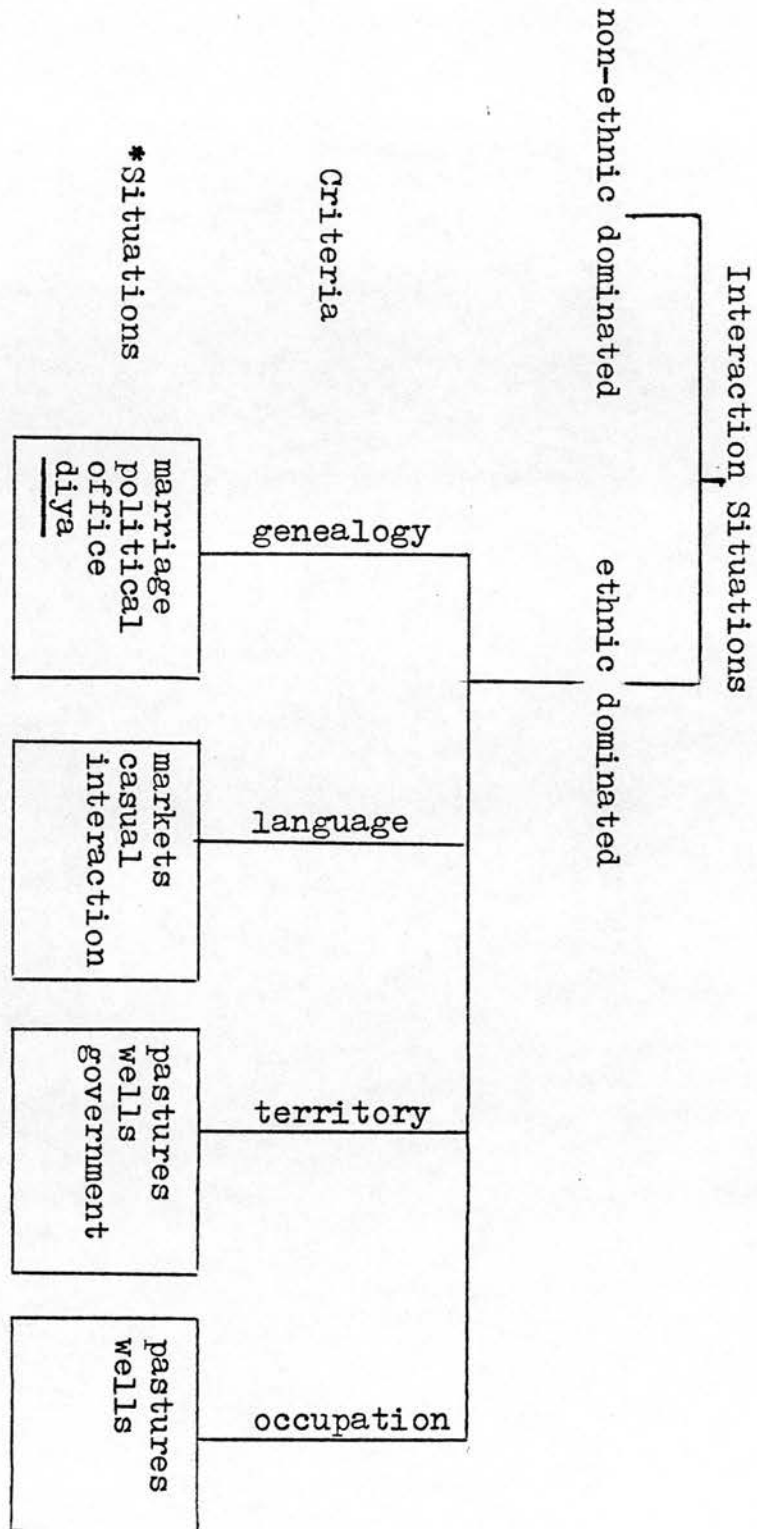 Interaction Situations
non-ethnic dominated
ethnic dominated
Criteria
genealogy
language
territory
occupation
*Situations
marriage
political
office
diya
markets
casual
interaction
pastures
wells
government
pastures
wells